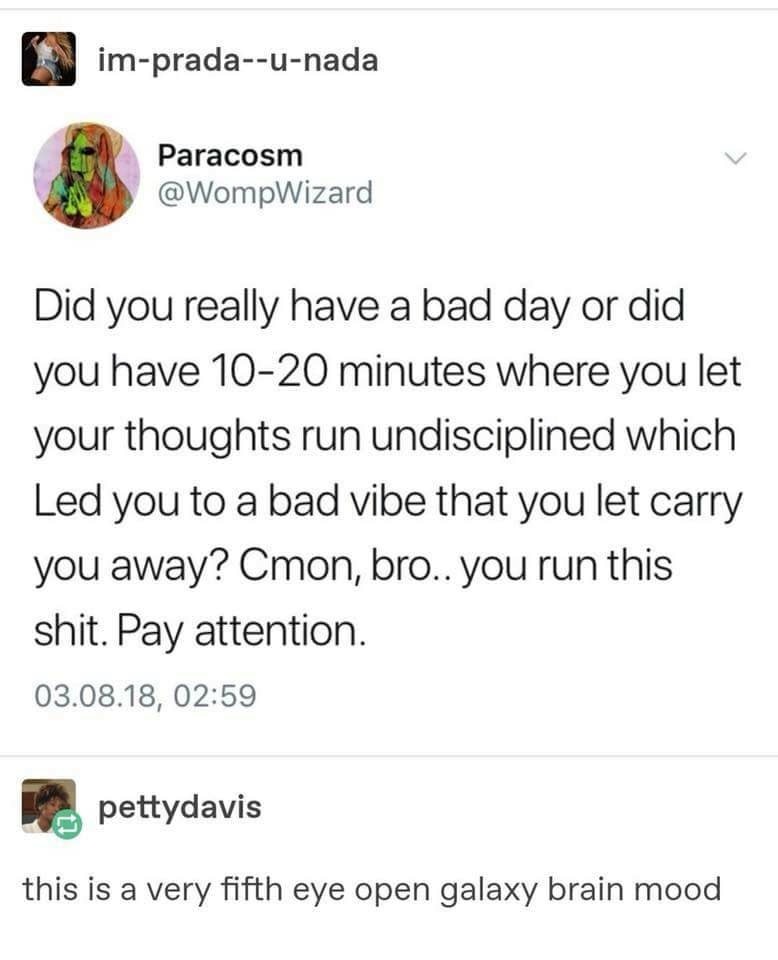 im-prada--u-nada
Paracosm
@WompWizard
Did you really have a bad day or did
you have 10-20 minutes where you let
your thoughts run undisciplined which
Led you to a bad vibe that you let carry
you away? Cmon, bro.. you run this
shit. Pay attention.
03.08.18, 02:59
pettydavis
this is a very fifth eye open galaxy brain mood